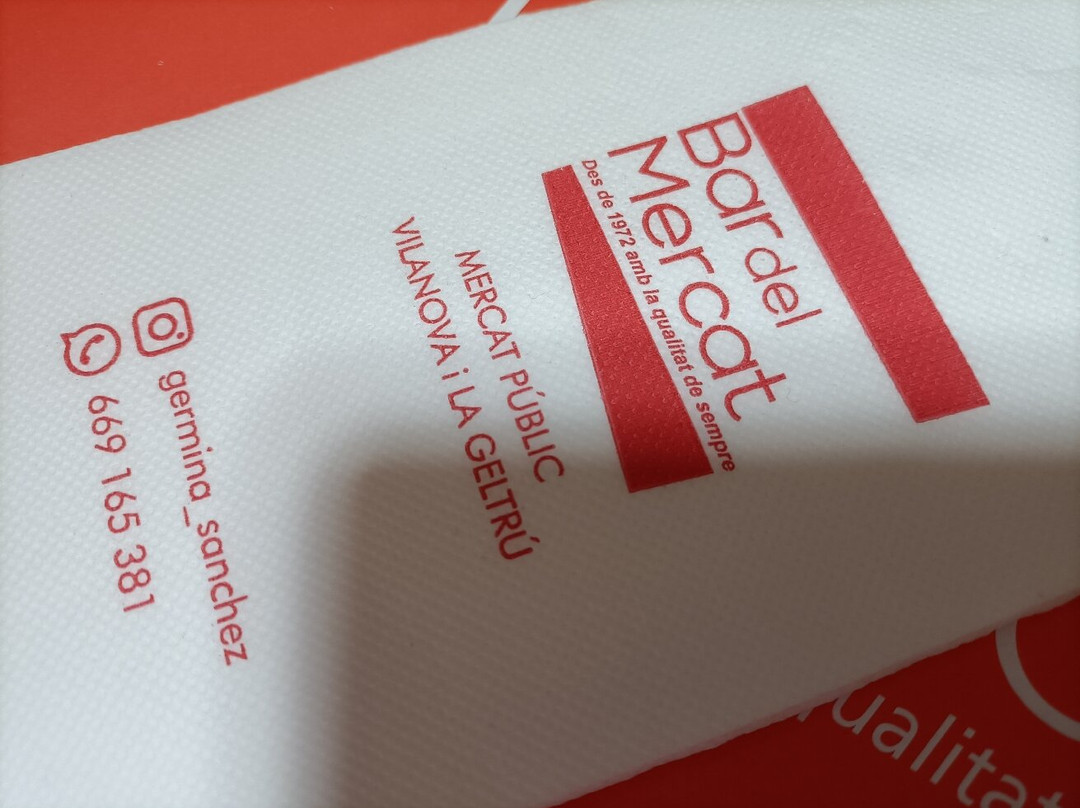 Bar del
Mercat
Des de 1972 amb la qualitat de sempre
MERCAT PÚBLIC
VILANOVA i LA GELTRÚ
germina_sanchez
669 165 381
qualitat